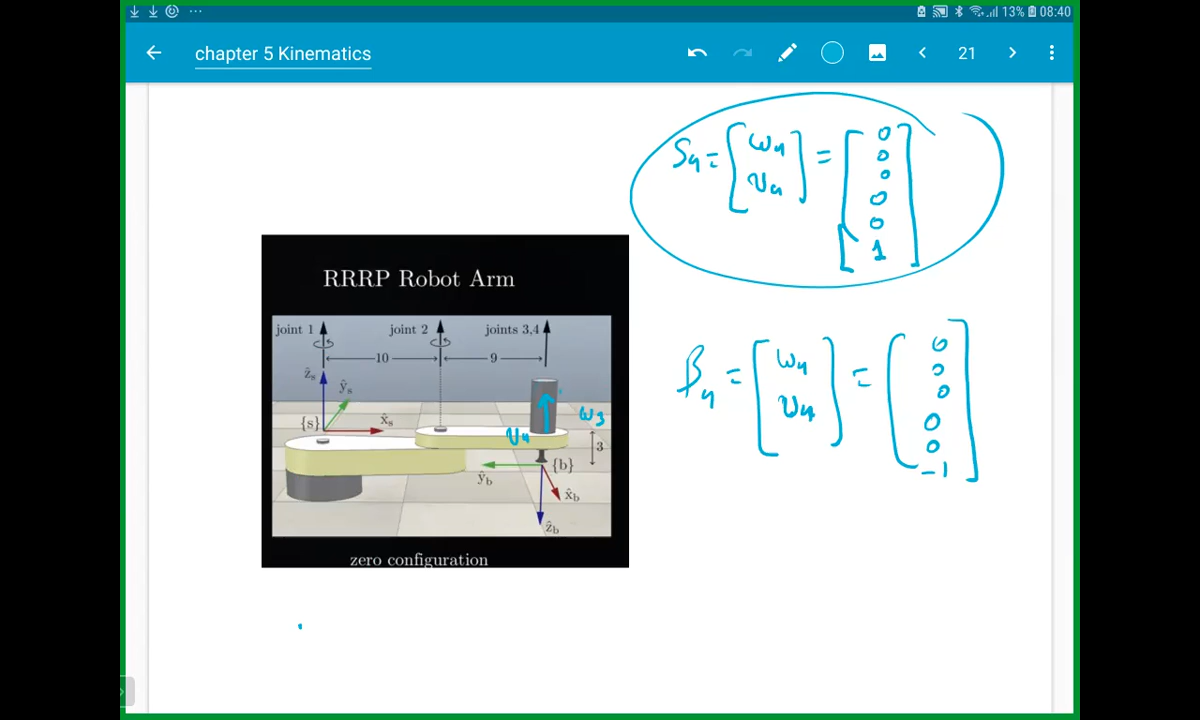 13% 08:40
chapter 5 Kinematics
21
S4 = [ω4 v4] = [0 0 0 0 0 1]
RRRP Robot Arm
joint 1 joint 2 joints 3,4
10 9
ẑs ŷs
{s} x̂s
v4 ω3
3
ŷb {b}
x̂b
ẑb
zero configuration
β4 = [ω4 v4] = [0 0 0 0 0 -1]